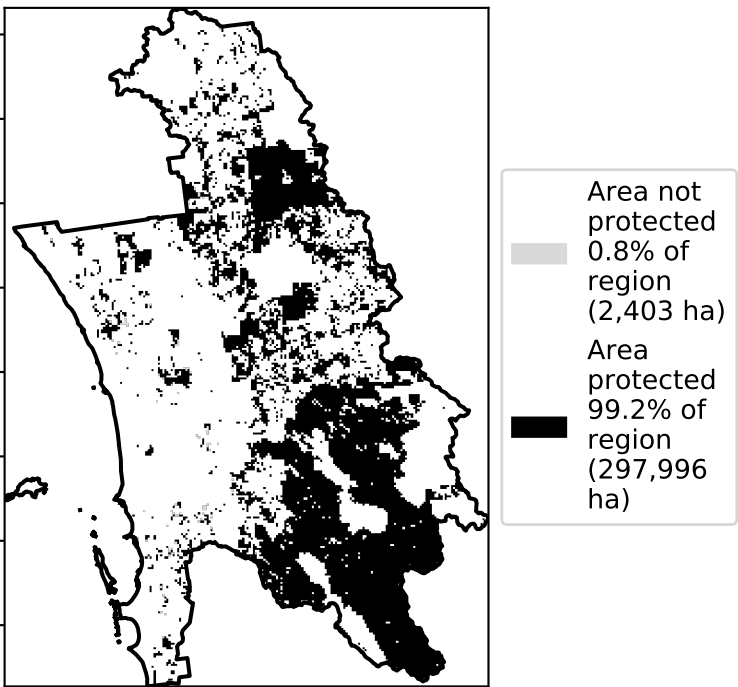 Area not
protected
0.8% of
region
(2,403 ha)
Area
protected
99.2% of
region
(297,996
ha)